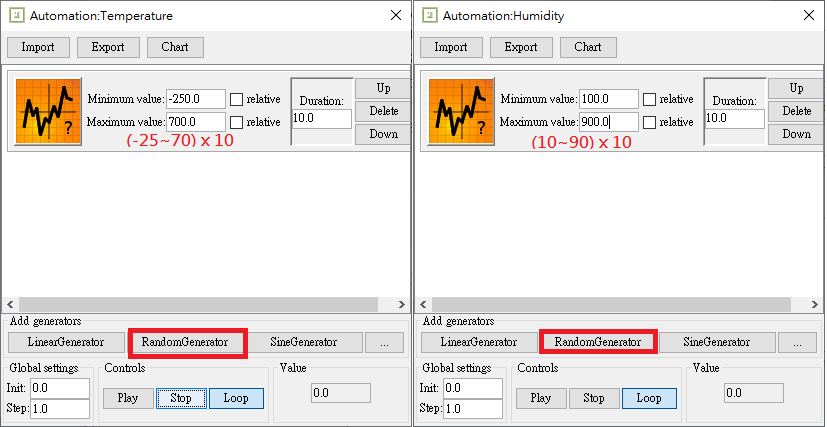 Automation:Temperature
Import Export Chart
Minimum value: -250.0 relative
Maximum value: 700.0 relative
Duration:
10.0
Up
Delete
Down
?
(-25~70) x 10
Add generators
LinearGenerator RandomGenerator SineGenerator ...
Global settings
Init: 0.0
Step: 1.0
Controls
Play Stop Loop
Value
0.0
Automation:Humidity
Import Export Chart
Minimum value: 100.0 relative
Maximum value: 900.0 relative
Duration:
10.0
Up
Delete
Down
?
(10~90) x 10
Add generators
LinearGenerator RandomGenerator SineGenerator ...
Global settings
Init: 0.0
Step: 1.0
Controls
Play Stop Loop
Value
0.0